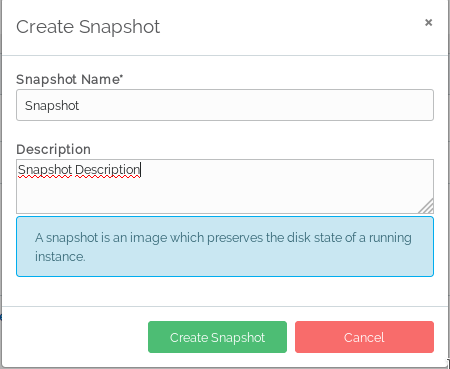 Create Snapshot
×
Snapshot Name*
Snapshot
Description
Snapshot Description
A snapshot is an image which preserves the disk state of a running
instance.
Create Snapshot
Cancel